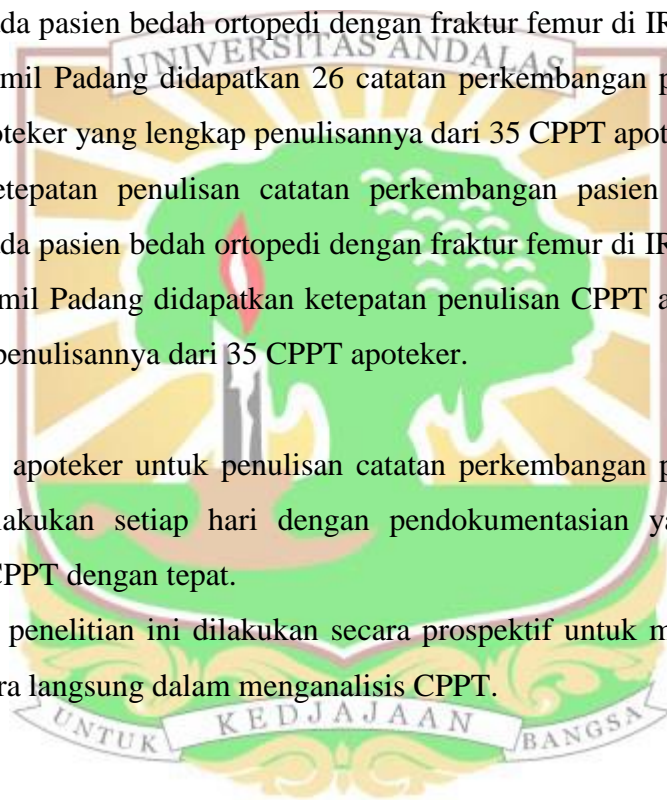 da pasien bedah ortopedi dengan fraktur femur di IR
UNIVERSITAS ANDALAS
mil Padang didapatkan 26 catatan perkembangan p
oteker yang lengkap penulisannya dari 35 CPPT apot
etepatan penulisan catatan perkembangan pasien
da pasien bedah ortopedi dengan fraktur femur di IR
mil Padang didapatkan ketepatan penulisan CPPT a
penulisannya dari 35 CPPT apoteker.
apoteker untuk penulisan catatan perkembangan p
lakukan setiap hari dengan pendokumentasian ya
CPPT dengan tepat.
penelitian ini dilakukan secara prospektif untuk m
ra langsung dalam menganalisis CPPT.
UNTUK KEDJAJAAN BANGSA